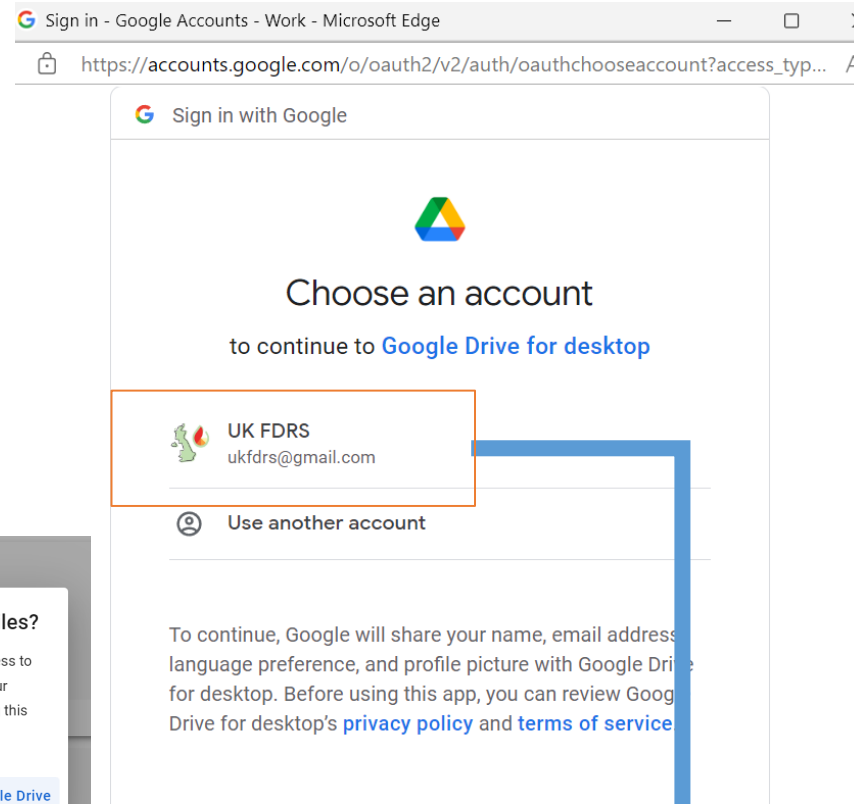 Sign in - Google Accounts - Work - Microsoft Edge
https://accounts.google.com/o/oauth2/v2/auth/oauthchooseaccount?access_typ...
Sign in with Google
Choose an account
to continue to Google Drive for desktop
UK FDRS
ukfdrs@gmail.com
Use another account
To continue, Google will share your name, email address
language preference, and profile picture with Google Drive
for desktop. Before using this app, you can review Goog
Drive for desktop's privacy policy and terms of service.
les?
ss to
ur
this
le Drive